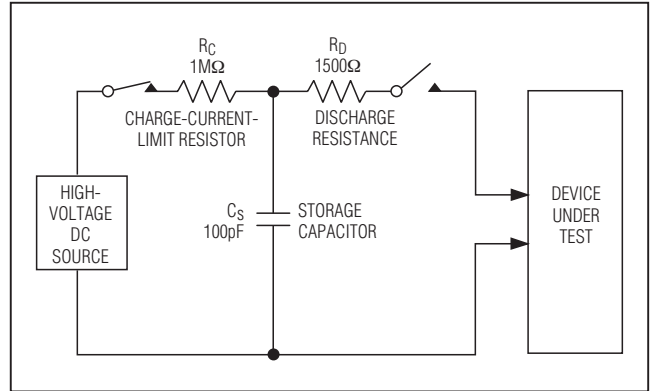 R_C
1MΩ
CHARGE-CURRENT-
LIMIT RESISTOR
R_D
1500Ω
DISCHARGE
RESISTANCE
HIGH-
VOLTAGE
DC
SOURCE
C_S
100pF
STORAGE
CAPACITOR
DEVICE
UNDER
TEST